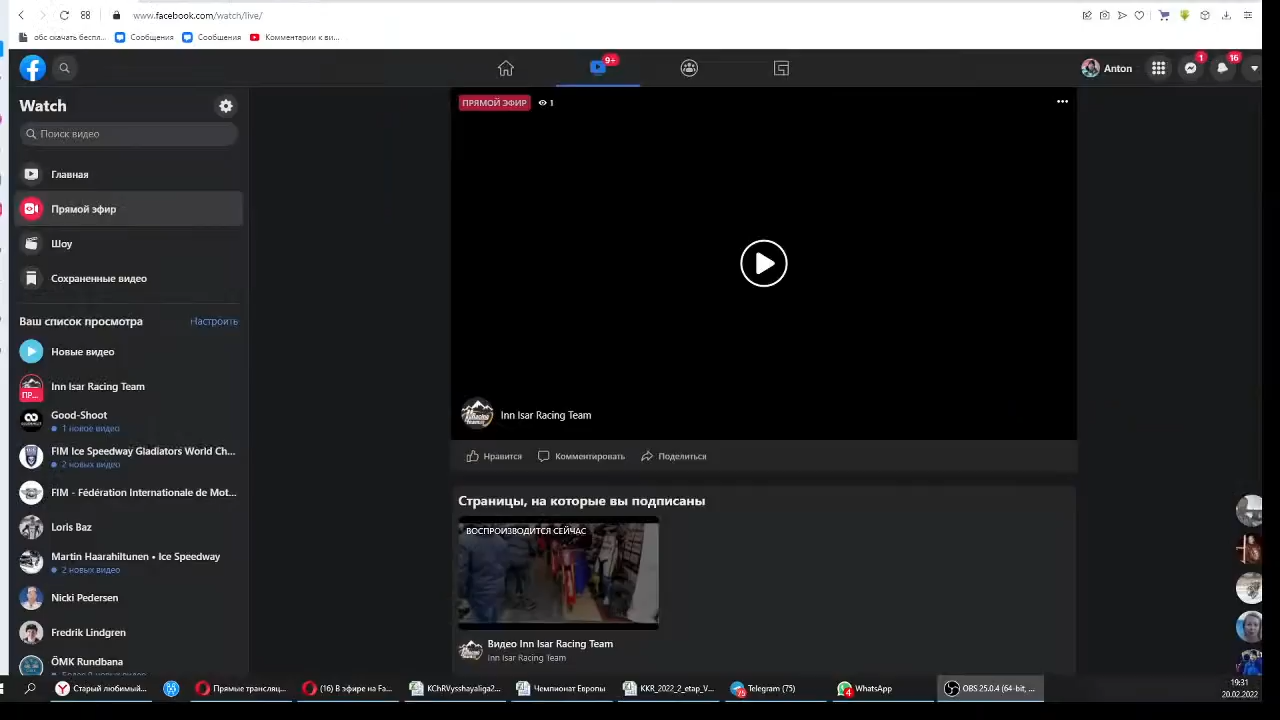 www.facebook.com/watch/live/
обс скачать беспл...
Сообщения
Сообщения
Комментарии к ви...
9+
Anton
1
16
Watch
Поиск видео
Главная
Прямой эфир
Шоу
Сохраненные видео
Ваш список просмотра
Настроить
Новые видео
Inn Isar Racing Team
ПР...
Good-Shoot
1 новое видео
FIM Ice Speedway Gladiators World Ch...
2 новых видео
FIM - Fédération Internationale de Mot...
Loris Baz
Martin Haarahiltunen • Ice Speedway
2 новых видео
Nicki Pedersen
Fredrik Lindgren
ÖMK Rundbana
ПРЯМОЙ ЭФИР
1
Inn Isar Racing Team
Нравится
Комментировать
Поделиться
Страницы, на которые вы подписаны
ВОСПРОИЗВОДИТСЯ СЕЙЧАС
Видео Inn Isar Racing Team
Inn Isar Racing Team
Старый любимый...
Прямые трансляц...
(16) В эфире на Fa...
KChRVysshayaliga2...
Чемпионат Европы
KKR_2022_2_etap_V...
Telegram (75)
WhatsApp
OBS 25.0.4 (64-bit, ...
19:31
20.02.2022